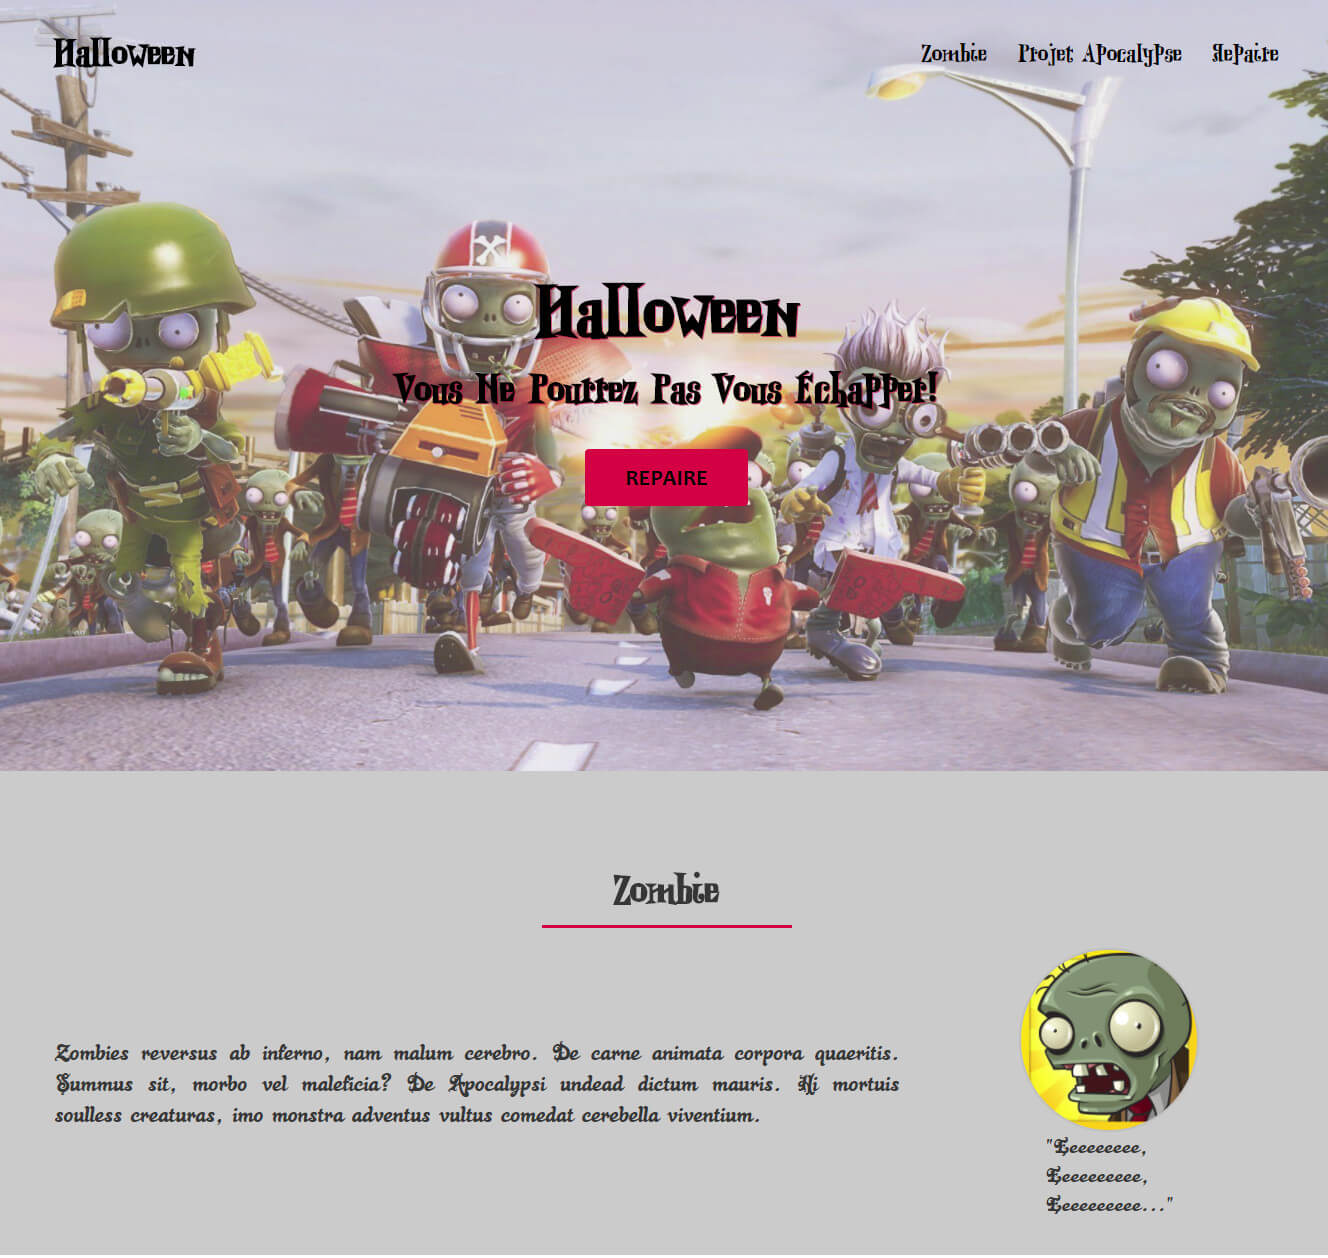 Halloween
Zombie Projet Apocalypse Repaire
Halloween
Vous Ne Pourrez Pas Vous Échapper!
REPAIRE
Zombie
Zombies reversus ab inferno, nam malum cerebro. De carne animata corpora quaeritis.
Summus sit, morbo vel maleficia? De Apocalypsi undead dictum mauris. Hi mortuis
soulless creaturas, imo monstra adventus vultus comedat cerebella viventium.
"Eeeeeeeee,
Eeeeeeeeee,
Eeeeeeeeee..."